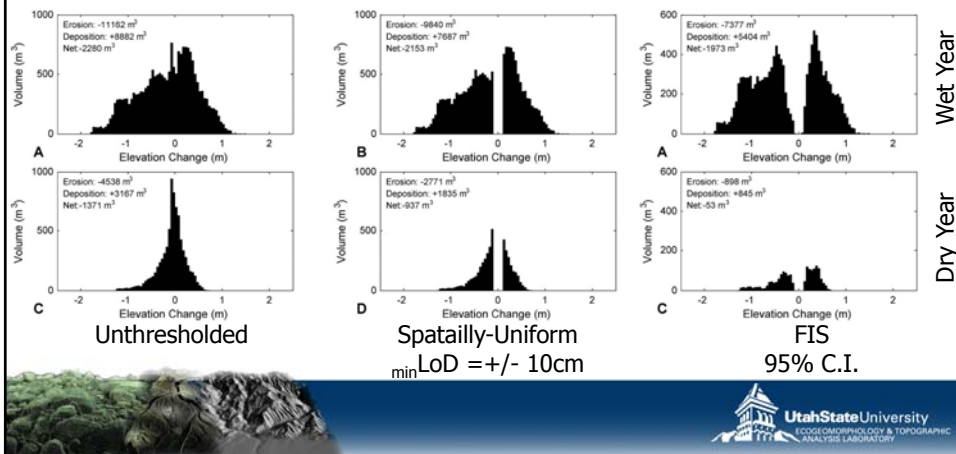 Erosion: -11162 m³
Deposition: +8882 m³
Net:-2280 m³
1000
500
0
Volume (m³)
-2 -1 0 1 2
A
Elevation Change (m)
Erosion: -9840 m³
Deposition: +7687 m³
Net:-2153 m³
1000
500
0
Volume (m³)
-2 -1 0 1 2
B
Elevation Change (m)
Erosion: -7377 m³
Deposition: +5404 m³
Net:-1973 m³
600
400
200
0
Volume (m³)
-2 -1 0 1 2
A
Elevation Change (m)
Wet Year
Erosion: -4538 m³
Deposition: +3167 m³
Net:-1371 m³
1000
500
0
Volume (m³)
-2 -1 0 1 2
C
Elevation Change (m)
Erosion: -2771 m³
Deposition: +1835 m³
Net:-937 m³
1000
500
0
Volume (m³)
-2 -1 0 1 2
D
Elevation Change (m)
Erosion: -898 m³
Deposition: +845 m³
Net:-53 m³
600
400
200
0
Volume (m³)
-2 -1 0 1 2
C
Elevation Change (m)
Dry Year
Unthresholded
Spatailly-Uniform
minLoD =+/- 10cm
FIS
95% C.I.
UtahStateUniversity
ECOGEOMORPHOLOGY & TOPOGRAPHIC
ANALYSIS LABORATORY